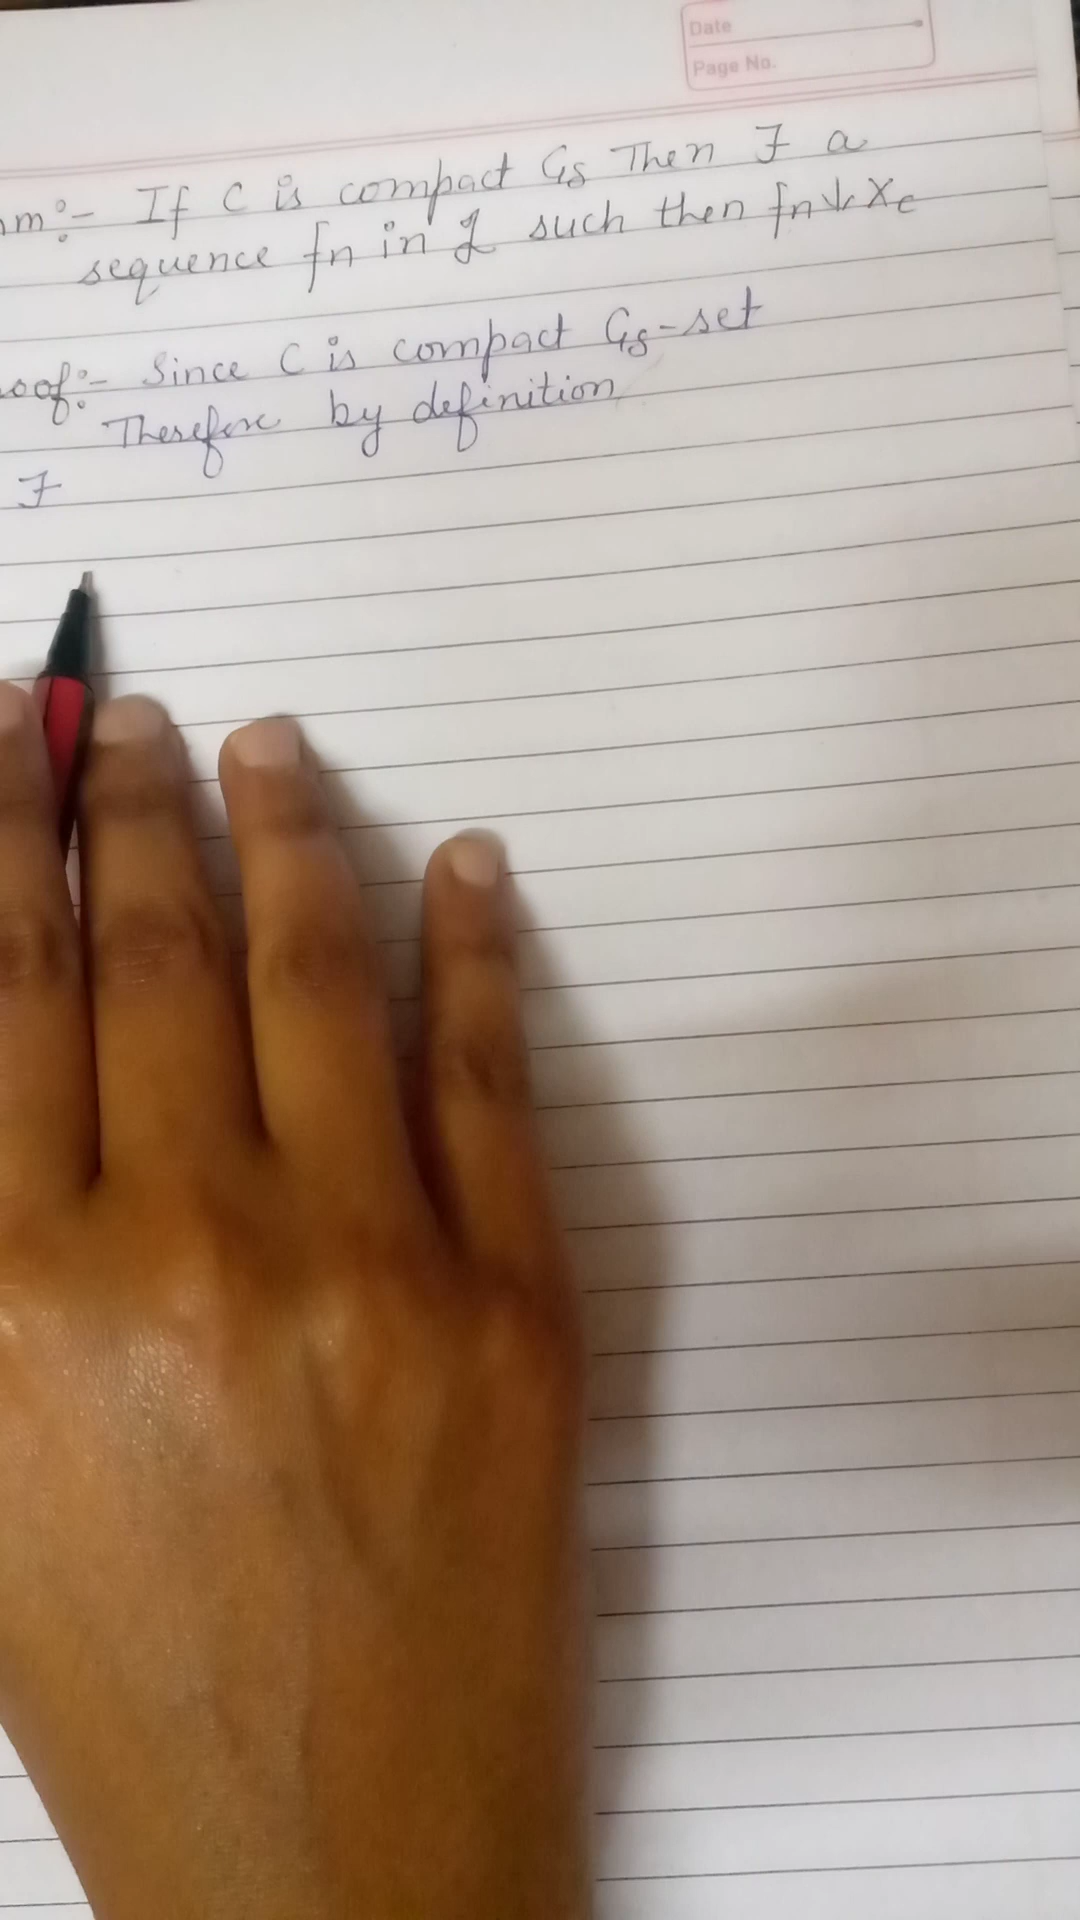 Date
Page No.
m:- If C is compact Gδ Then ∃ a
sequence fn in ℒ such then fn↓χc
oof:- Since C is compact Gδ-set
Therefore by definition
∃